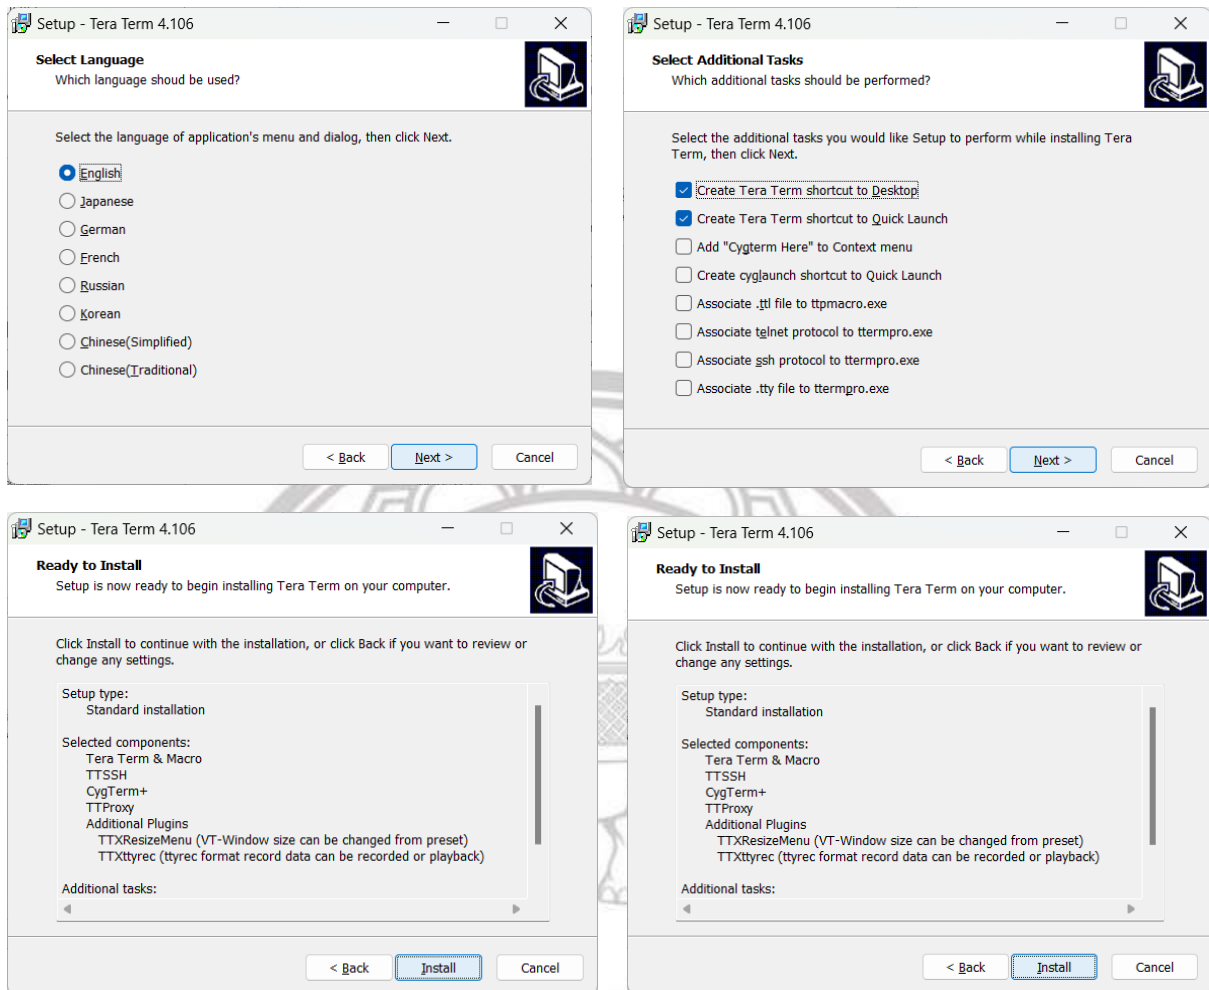 Setup - Tera Term 4.106
Select Language
Which language shoud be used?
Select the language of application's menu and dialog, then click Next.
English
Japanese
German
French
Russian
Korean
Chinese(Simplified)
Chinese(Traditional)
< Back
Next >
Cancel
Setup - Tera Term 4.106
Select Additional Tasks
Which additional tasks should be performed?
Select the additional tasks you would like Setup to perform while installing Tera
Term, then click Next.
Create Tera Term shortcut to Desktop
Create Tera Term shortcut to Quick Launch
Add "Cygterm Here" to Context menu
Create cyglaunch shortcut to Quick Launch
Associate .ttl file to ttpmacro.exe
Associate telnet protocol to ttermpro.exe
Associate ssh protocol to ttermpro.exe
Associate .tty file to ttermpro.exe
< Back
Next >
Cancel
Setup - Tera Term 4.106
Ready to Install
Setup is now ready to begin installing Tera Term on your computer.
Click Install to continue with the installation, or click Back if you want to review or
change any settings.
Setup type:
Standard installation
Selected components:
Tera Term & Macro
TTSSH
CygTerm+
TTProxy
Additional Plugins
TTXResizeMenu (VT-Window size can be changed from preset)
TTXttyrec (ttyrec format record data can be recorded or playback)
Additional tasks:
< Back
Install
Cancel
Setup - Tera Term 4.106
Ready to Install
Setup is now ready to begin installing Tera Term on your computer.
Click Install to continue with the installation, or click Back if you want to review or
change any settings.
Setup type:
Standard installation
Selected components:
Tera Term & Macro
TTSSH
CygTerm+
TTProxy
Additional Plugins
TTXResizeMenu (VT-Window size can be changed from preset)
TTXttyrec (ttyrec format record data can be recorded or playback)
Additional tasks:
< Back
Install
Cancel